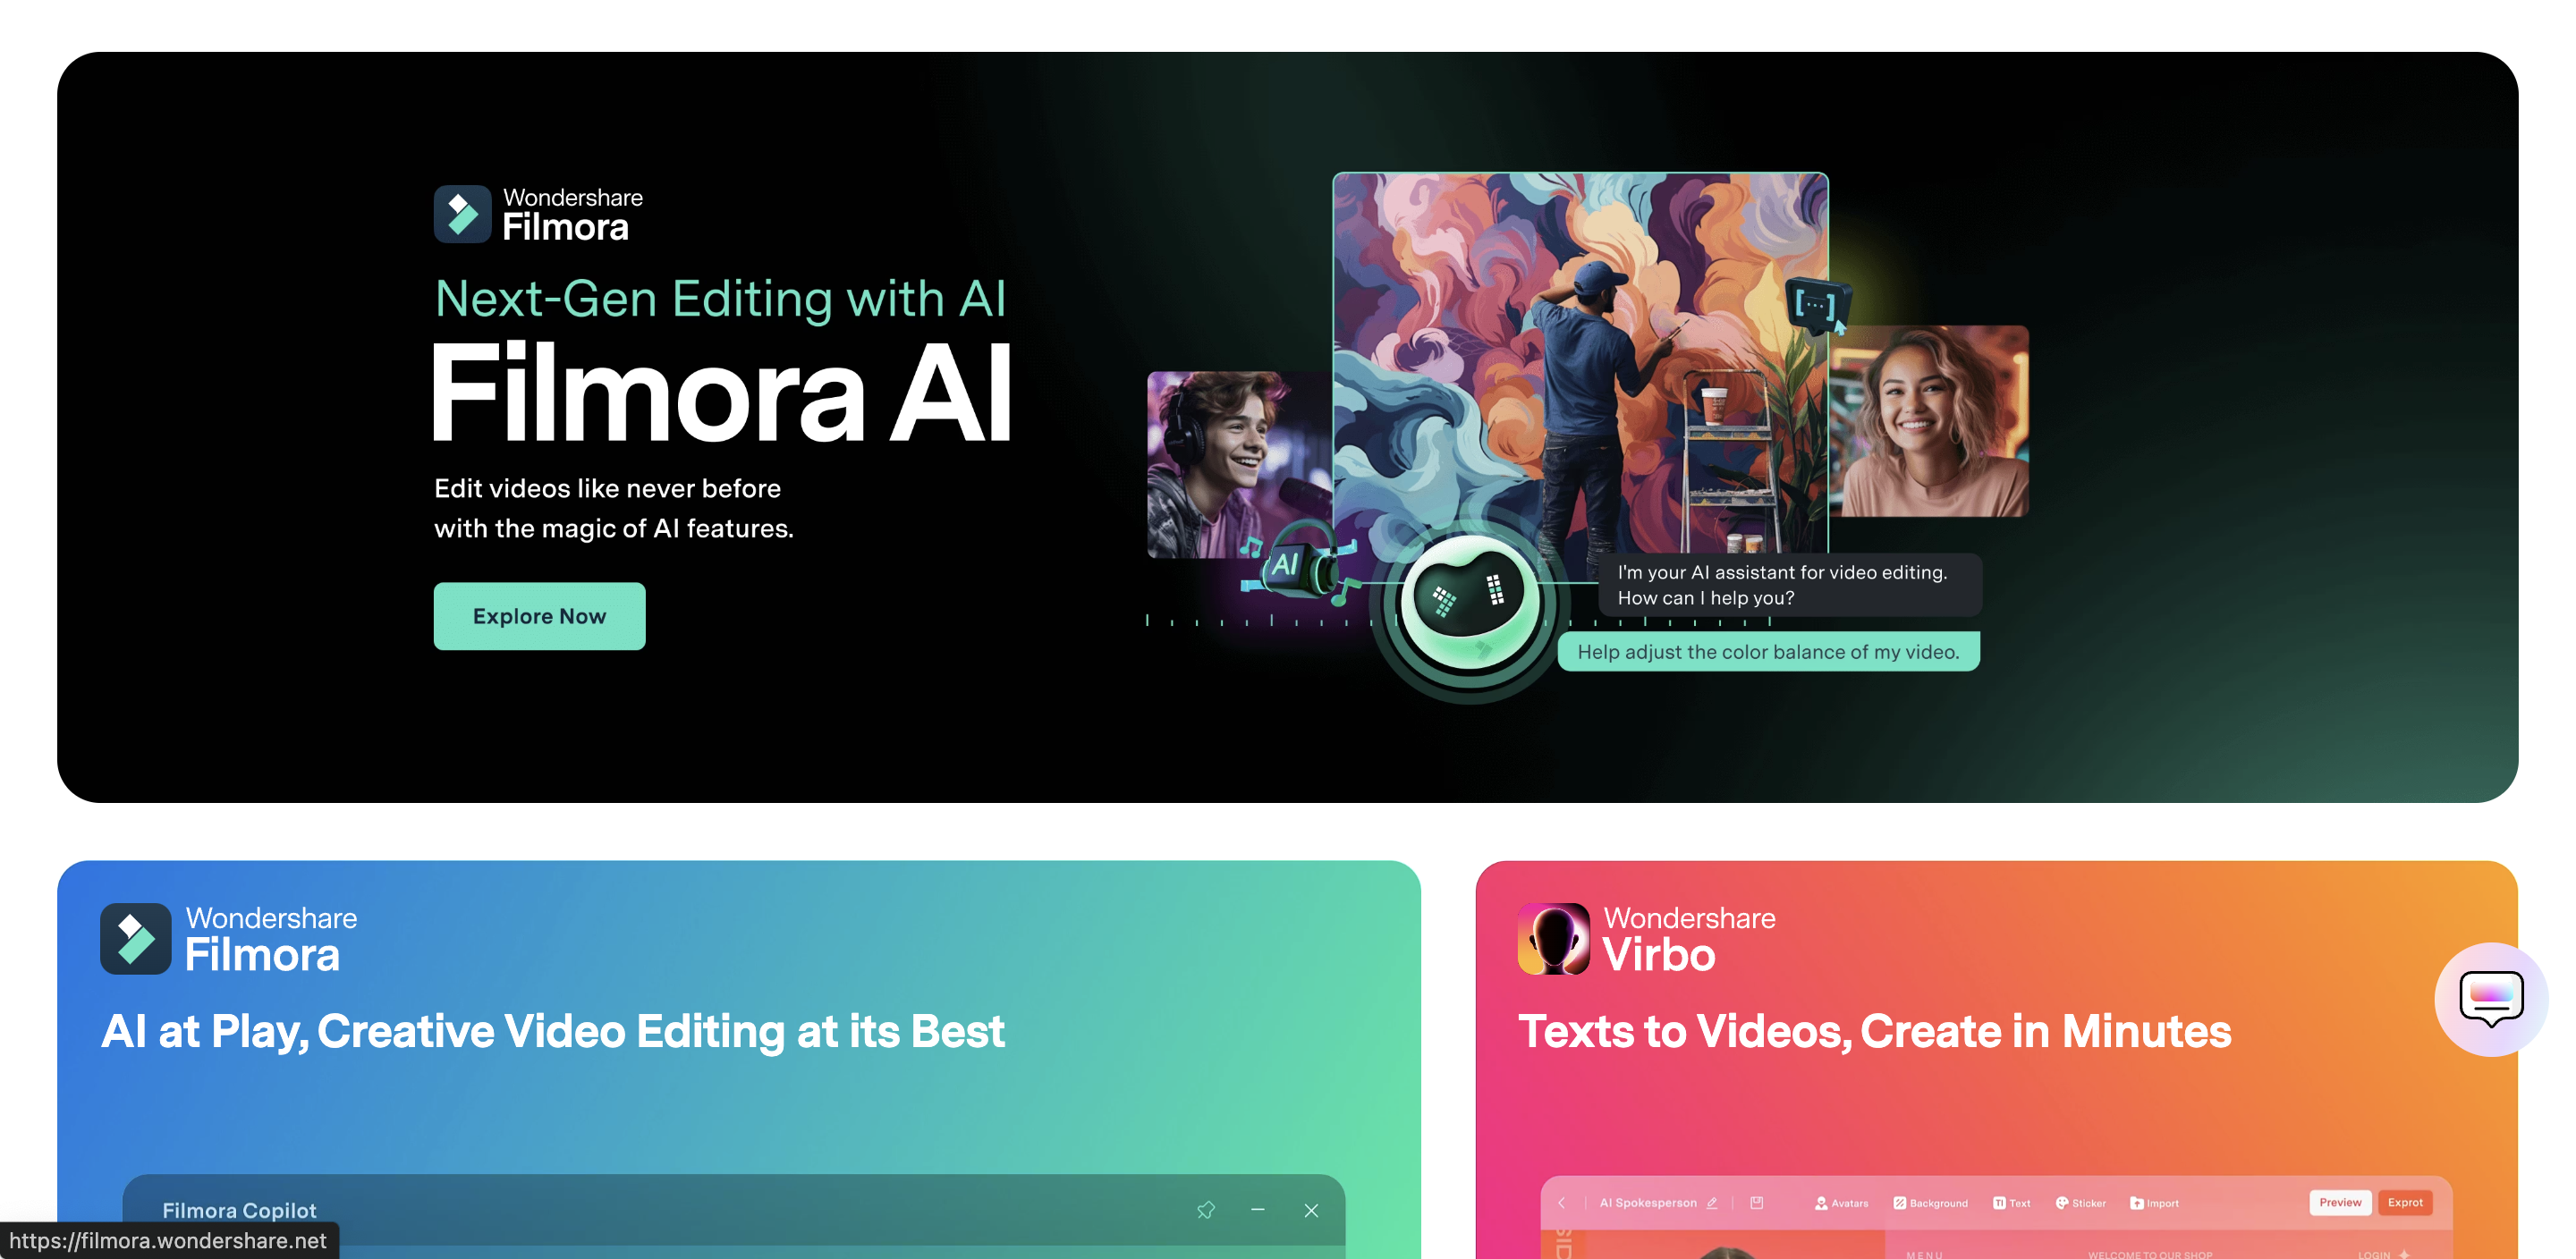 Wondershare
Filmora
Next-Gen Editing with AI
Filmora AI
Edit videos like never before
with the magic of AI features.
Explore Now
AI
[...]
I'm your AI assistant for video editing.
How can I help you?
Help adjust the color balance of my video.
Wondershare
Filmora
AI at Play, Creative Video Editing at its Best
Filmora Copilot
Wondershare
Virbo
Texts to Videos, Create in Minutes
AI Spokesperson
Avatars
Background
Text
Sticker
Import
Preview
Exprot
MENU
WELCOME TO OUR SHOP
LOGIN
https://filmora.wondershare.net